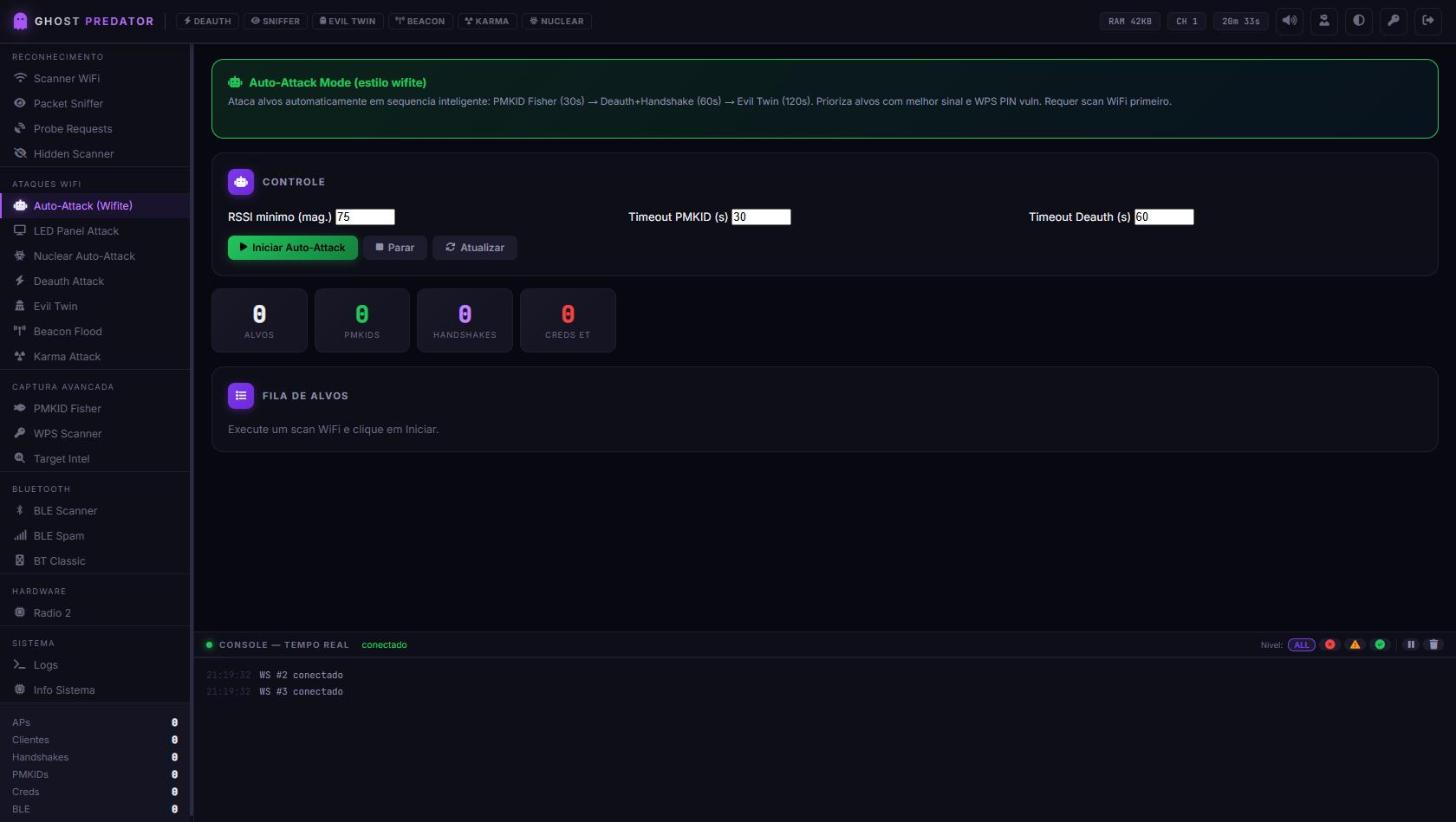 GHOST PREDATOR
DEAUTH
SNIFFER
EVIL TWIN
BEACON
KARMA
NUCLEAR
RAM 42KB
CH 1
20m 33s
RECONHECIMENTO
Scanner WiFi
Packet Sniffer
Probe Requests
Hidden Scanner
ATAQUES WIFI
Auto-Attack (Wifite)
LED Panel Attack
Nuclear Auto-Attack
Deauth Attack
Evil Twin
Beacon Flood
Karma Attack
CAPTURA AVANCADA
PMKID Fisher
WPS Scanner
Target Intel
BLUETOOTH
BLE Scanner
BLE Spam
BT Classic
HARDWARE
Radio 2
SISTEMA
Logs
Info Sistema
APs 0
Clientes 0
Handshakes 0
PMKIDs 0
Creds 0
BLE 0
Auto-Attack Mode (estilo wifite)
Ataca alvos automaticamente em sequencia inteligente: PMKID Fisher (30s) → Deauth+Handshake (60s) → Evil Twin (120s). Prioriza alvos com melhor sinal e WPS PIN vuln. Requer scan WiFi primeiro.
CONTROLE
RSSI minimo (mag.) 75
Timeout PMKID (s) 30
Timeout Deauth (s) 60
Iniciar Auto-Attack
Parar
Atualizar
0
ALVOS
0
PMKIDS
0
HANDSHAKES
0
CREDS ET
FILA DE ALVOS
Execute um scan WiFi e clique em Iniciar.
CONSOLE — TEMPO REAL conectado
Nivel: ALL
21:19:32 WS #2 conectado
21:19:32 WS #3 conectado